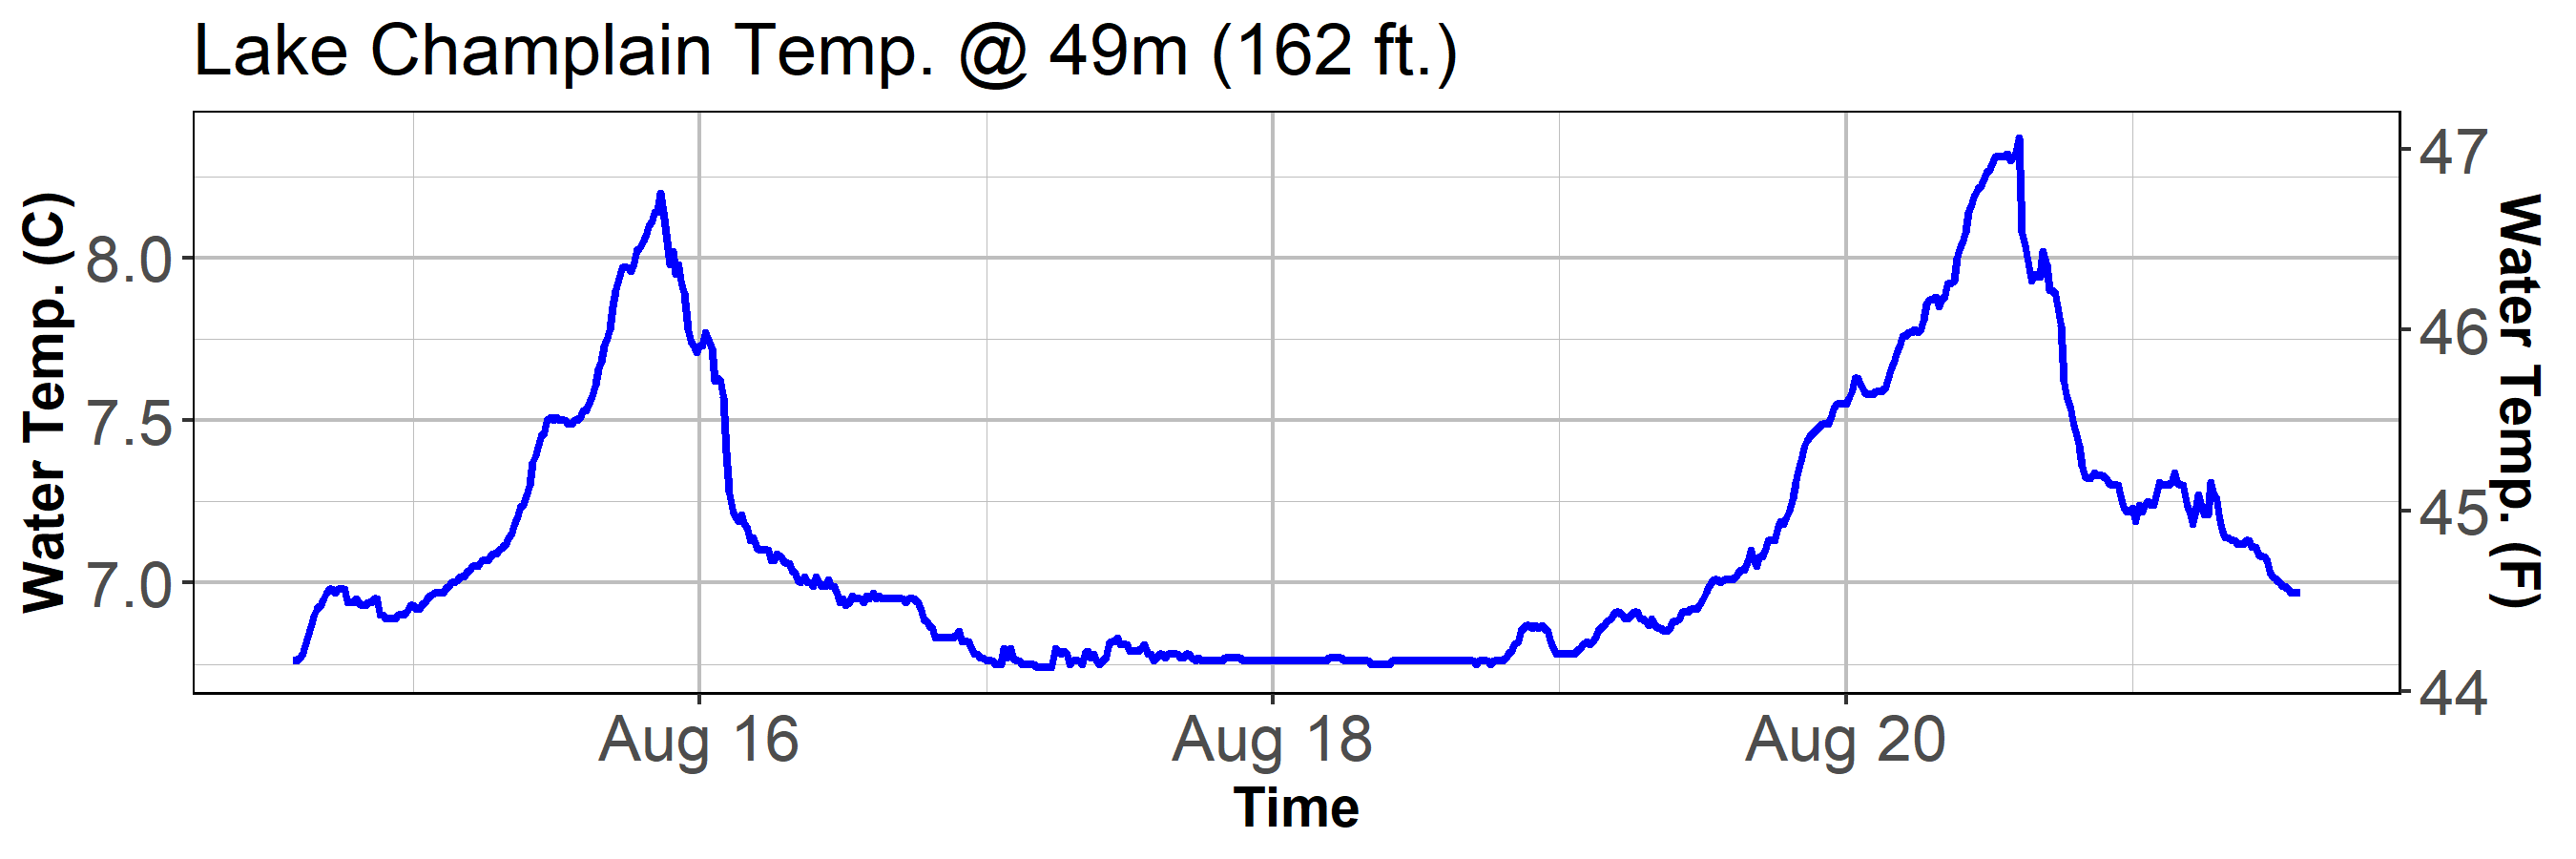 Lake Champlain Temp. @ 49m (162 ft.)
Water Temp. (C)
8.0
7.5
7.0
47
46
45
44
Water Temp. (F)
Aug 16 Aug 18 Aug 20
Time